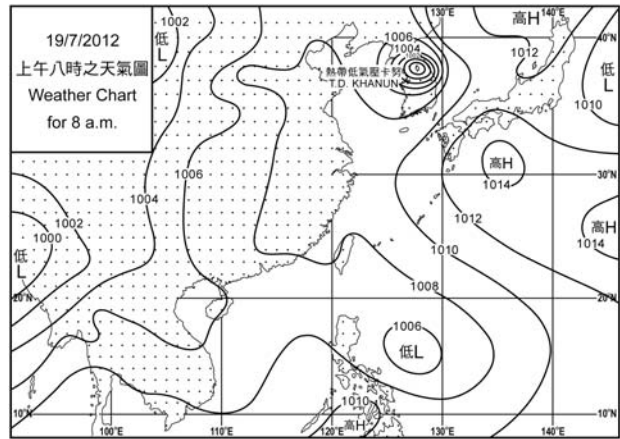 19/7/2012
上午八時之天氣圖
Weather Chart
for 8 a.m.
1002
低
L
130°E
140°E
高H
40°N
1006
1004
1012
熱帶低氣壓卡努
T.D. KHANUN
低
L
1010
1006
高H
1014
30°N
1004
1002
1000
1012
高H
1014
低
L
1010
1008
20°N
20°N
1006
低L
1010
高H
10°N
10°N
100°E
110°E
120°E
130°E
140°E